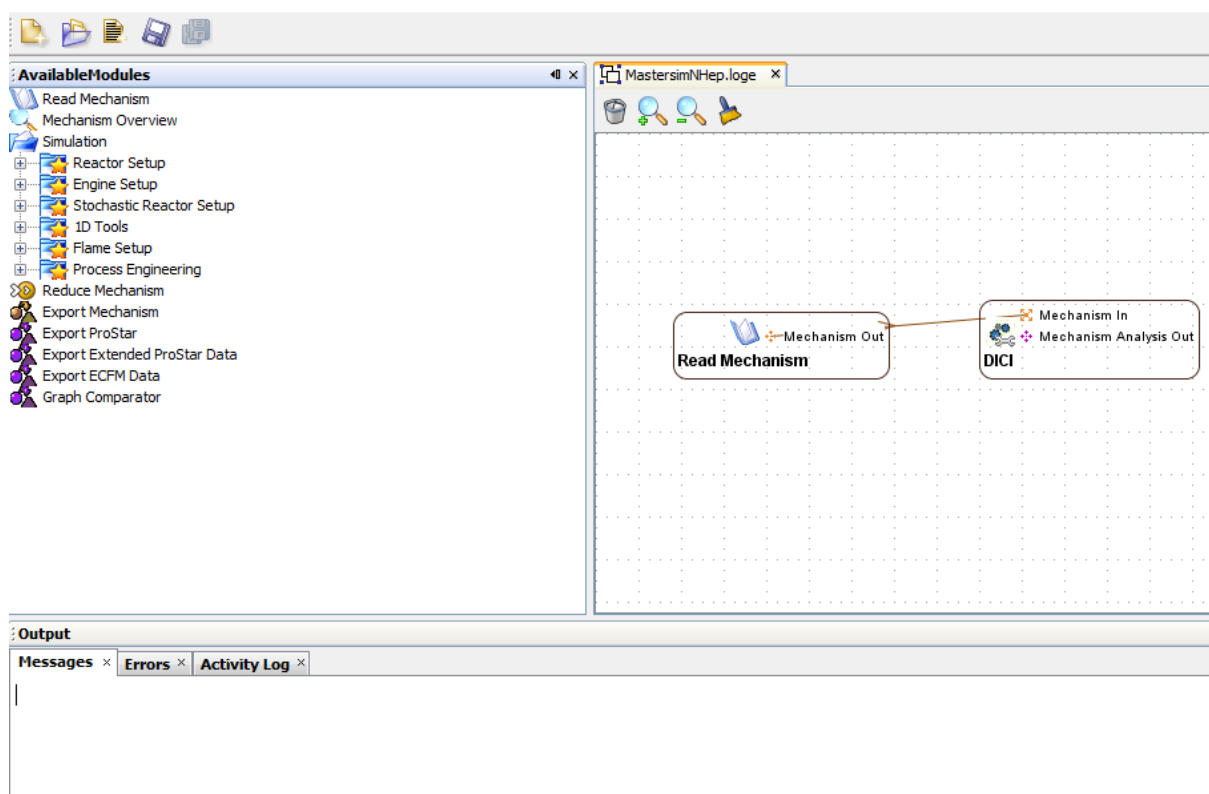 AvailableModules
Read Mechanism
Mechanism Overview
Simulation
Reactor Setup
Engine Setup
Stochastic Reactor Setup
1D Tools
Flame Setup
Process Engineering
Reduce Mechanism
Export Mechanism
Export ProStar
Export Extended ProStar Data
Export ECFM Data
Graph Comparator
MastersimNHep.loge
Mechanism Out
Read Mechanism
Mechanism In
Mechanism Analysis Out
DICI
Output
Messages Errors Activity Log